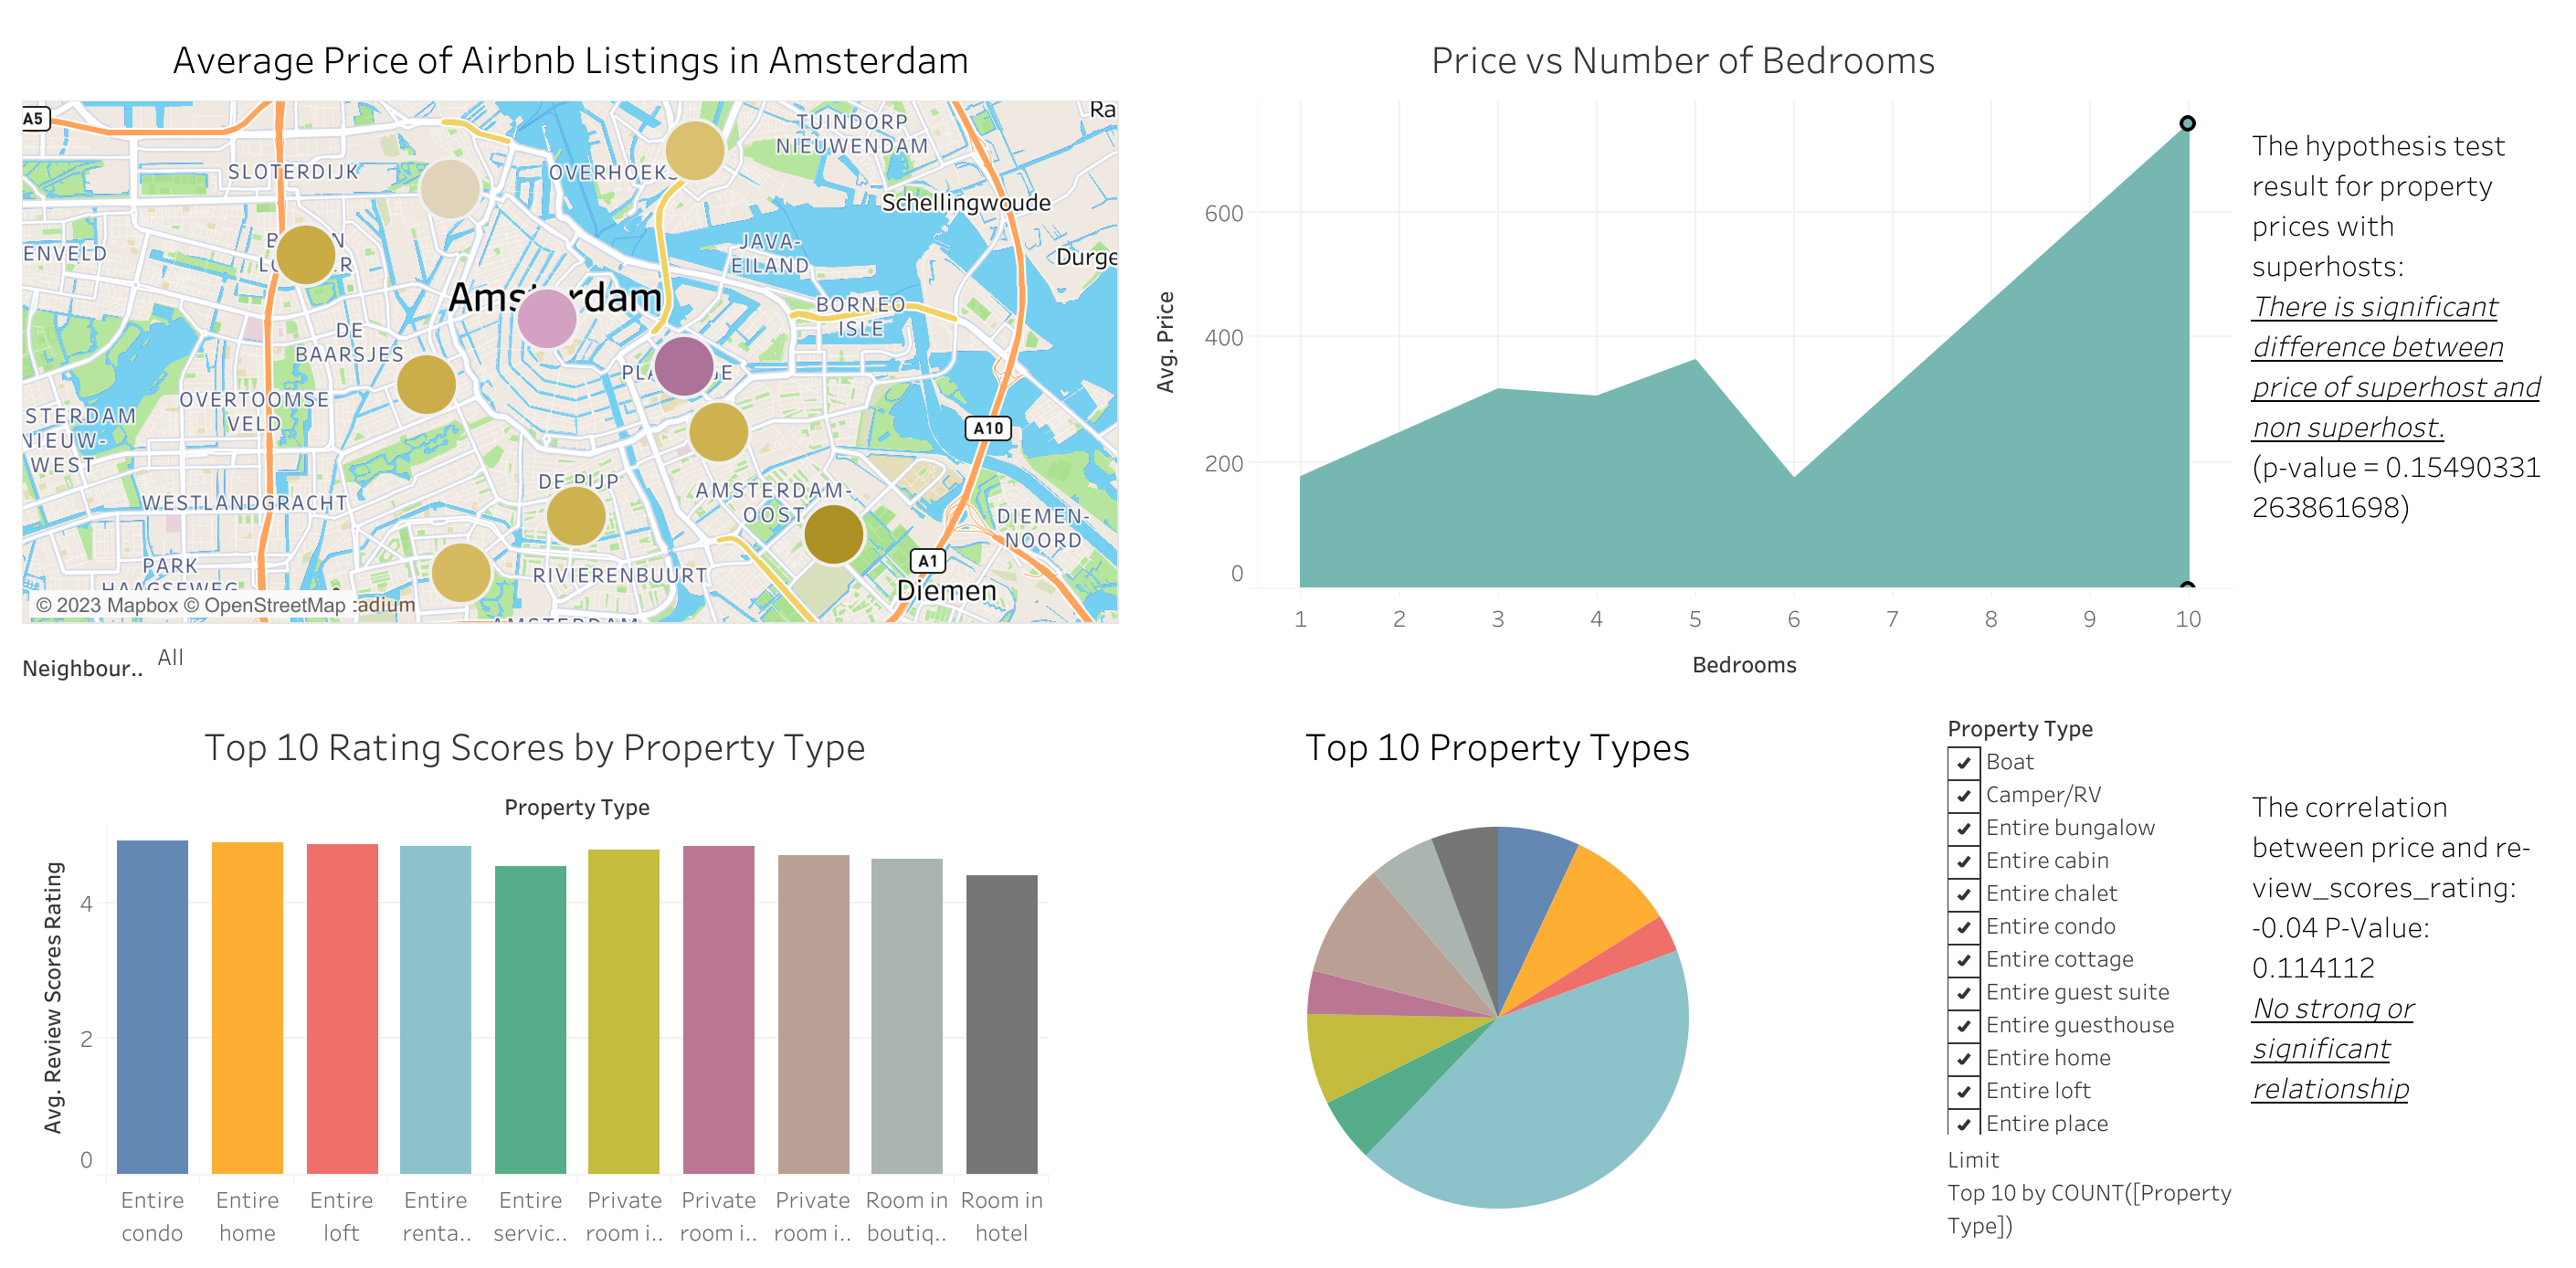 Average Price of Airbnb Listings in Amsterdam
A5
Ra
TUINDORP
NIEUWENDAM
SLOTERDIJK
OVERHOEKS
Schellingwoude
ENVELD
JAVA-
EILAND
Durge
Amsterdam
BORNEO
ISLE
DE
BAARSJES
OVERTOOMSE
VELD
STERDAM
NIEUW-
WEST
A10
DE PIJP
AMSTERDAM-
OOST
WESTLANDGRACHT
DIEMEN-
NOORD
A1
PARK
HAAGSEWEG
RIVIERENBUURT
Diemen
© 2023 Mapbox © OpenStreetMap
:adium
AMSTERDAM
Neighbour.. All
Price vs Number of Bedrooms
Avg. Price
600
400
200
0
1 2 3 4 5 6 7 8 9 10
Bedrooms
The hypothesis test
result for property
prices with
superhosts:
There is significant
difference between
price of superhost and
non superhost.
(p-value = 0.15490331
263861698)
Top 10 Rating Scores by Property Type
Property Type
Avg. Review Scores Rating
4
2
0
Entire
condo
Entire
home
Entire
loft
Entire
renta..
Entire
servic..
Private
room i..
Private
room i..
Private
room i..
Room in
boutiq..
Room in
hotel
Top 10 Property Types
Property Type
Boat
Camper/RV
Entire bungalow
Entire cabin
Entire chalet
Entire condo
Entire cottage
Entire guest suite
Entire guesthouse
Entire home
Entire loft
Entire place
Limit
Top 10 by COUNT([Property
Type])
The correlation
between price and re-
view_scores_rating:
-0.04 P-Value:
0.114112
No strong or
significant
relationship